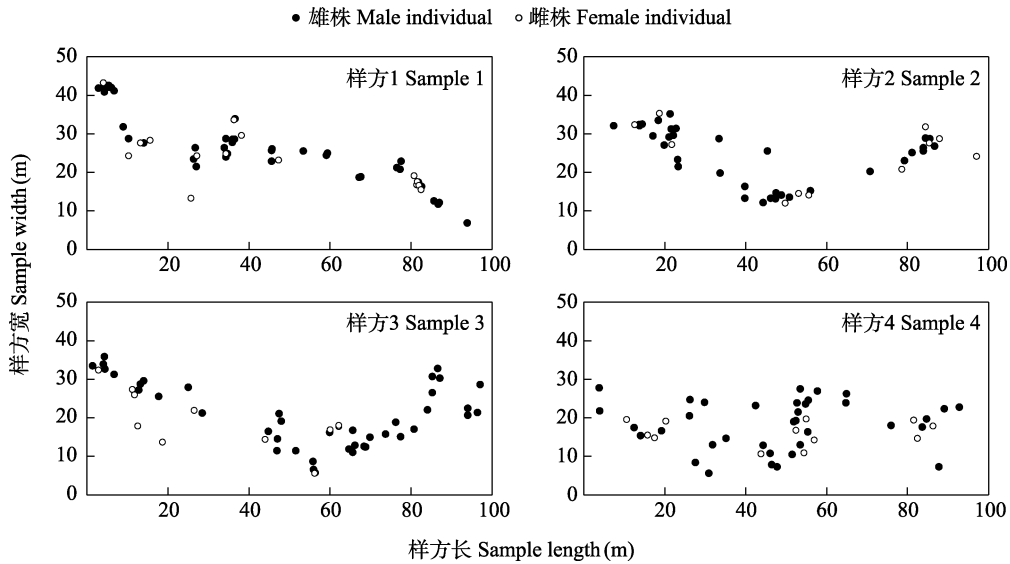 雄株 Male individual 雌株 Female individual
样方1 Sample 1
50
40
30
20
10
0
20 40 60 80 100
样方2 Sample 2
50
40
30
20
10
0
20 40 60 80 100
样方宽 Sample width (m)
样方3 Sample 3
50
40
30
20
10
0
20 40 60 80 100
样方4 Sample 4
50
40
30
20
10
0
20 40 60 80 100
样方长 Sample length (m)